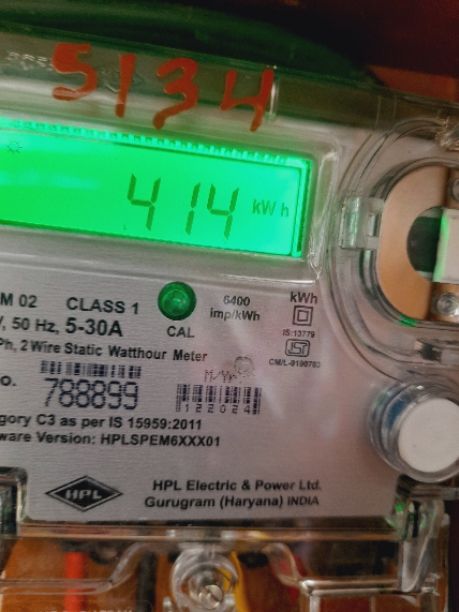 5134
414 kWh
M 02 CLASS 1
6400
imp/kWh
kWh
V, 50 Hz, 5-30A
CAL
IS:13779
Ph, 2 Wire Static Watthour Meter
M/Yr
o. 788899
122024
gory C3 as per IS 15959:2011
ware Version: HPLSPEM6XXX01
HPL
HPL Electric & Power Ltd.
Gurugram (Haryana) INDIA